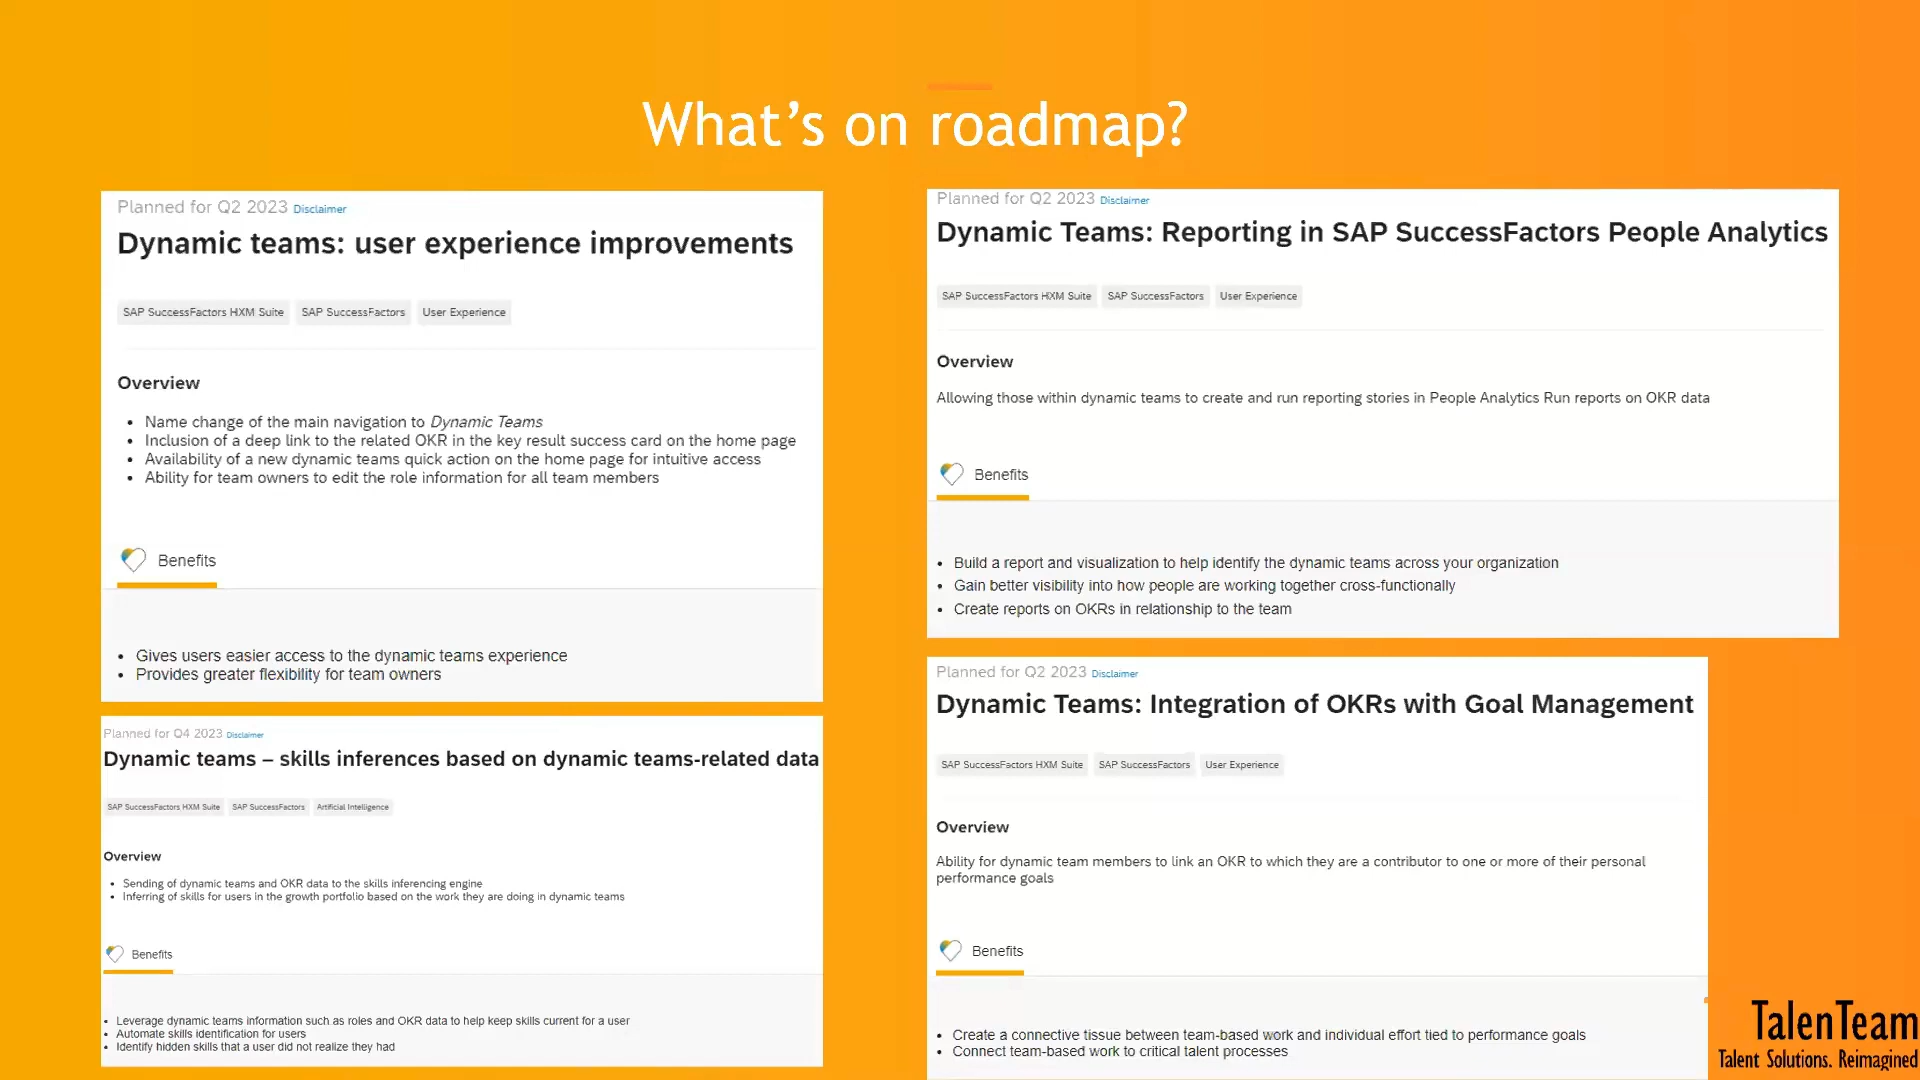 What's on roadmap?
Planned for Q2 2023 Disclaimer
Dynamic teams: user experience improvements
SAP SuccessFactors HXM Suite SAP SuccessFactors User Experience
Overview
• Name change of the main navigation to Dynamic Teams
• Inclusion of a deep link to the related OKR in the key result success card on the home page
• Availability of a new dynamic teams quick action on the home page for intuitive access
• Ability for team owners to edit the role information for all team members
Benefits
• Gives users easier access to the dynamic teams experience
• Provides greater flexibility for team owners
Planned for Q4 2023 Disclaimer
Dynamic teams – skills inferences based on dynamic teams-related data
SAP SuccessFactors HXM Suite SAP SuccessFactors Artificial Intelligence
Overview
• Sending of dynamic teams and OKR data to the skills inferencing engine
• Inferring of skills for users in the growth portfolio based on the work they are doing in dynamic teams
Benefits
• Leverage dynamic teams information such as roles and OKR data to help keep skills current for a user
• Automate skills identification for users
• Identify hidden skills that a user did not realize they had
Planned for Q2 2023 Disclaimer
Dynamic Teams: Reporting in SAP SuccessFactors People Analytics
SAP SuccessFactors HXM Suite SAP SuccessFactors User Experience
Overview
Allowing those within dynamic teams to create and run reporting stories in People Analytics Run reports on OKR data
Benefits
• Build a report and visualization to help identify the dynamic teams across your organization
• Gain better visibility into how people are working together cross-functionally
• Create reports on OKRs in relationship to the team
Planned for Q2 2023 Disclaimer
Dynamic Teams: Integration of OKRs with Goal Management
SAP SuccessFactors HXM Suite SAP SuccessFactors User Experience
Overview
Ability for dynamic team members to link an OKR to which they are a contributor to one or more of their personal
performance goals
Benefits
• Create a connective tissue between team-based work and individual effort tied to performance goals
• Connect team-based work to critical talent processes
TalenTeam
Talent Solutions. Reimagined